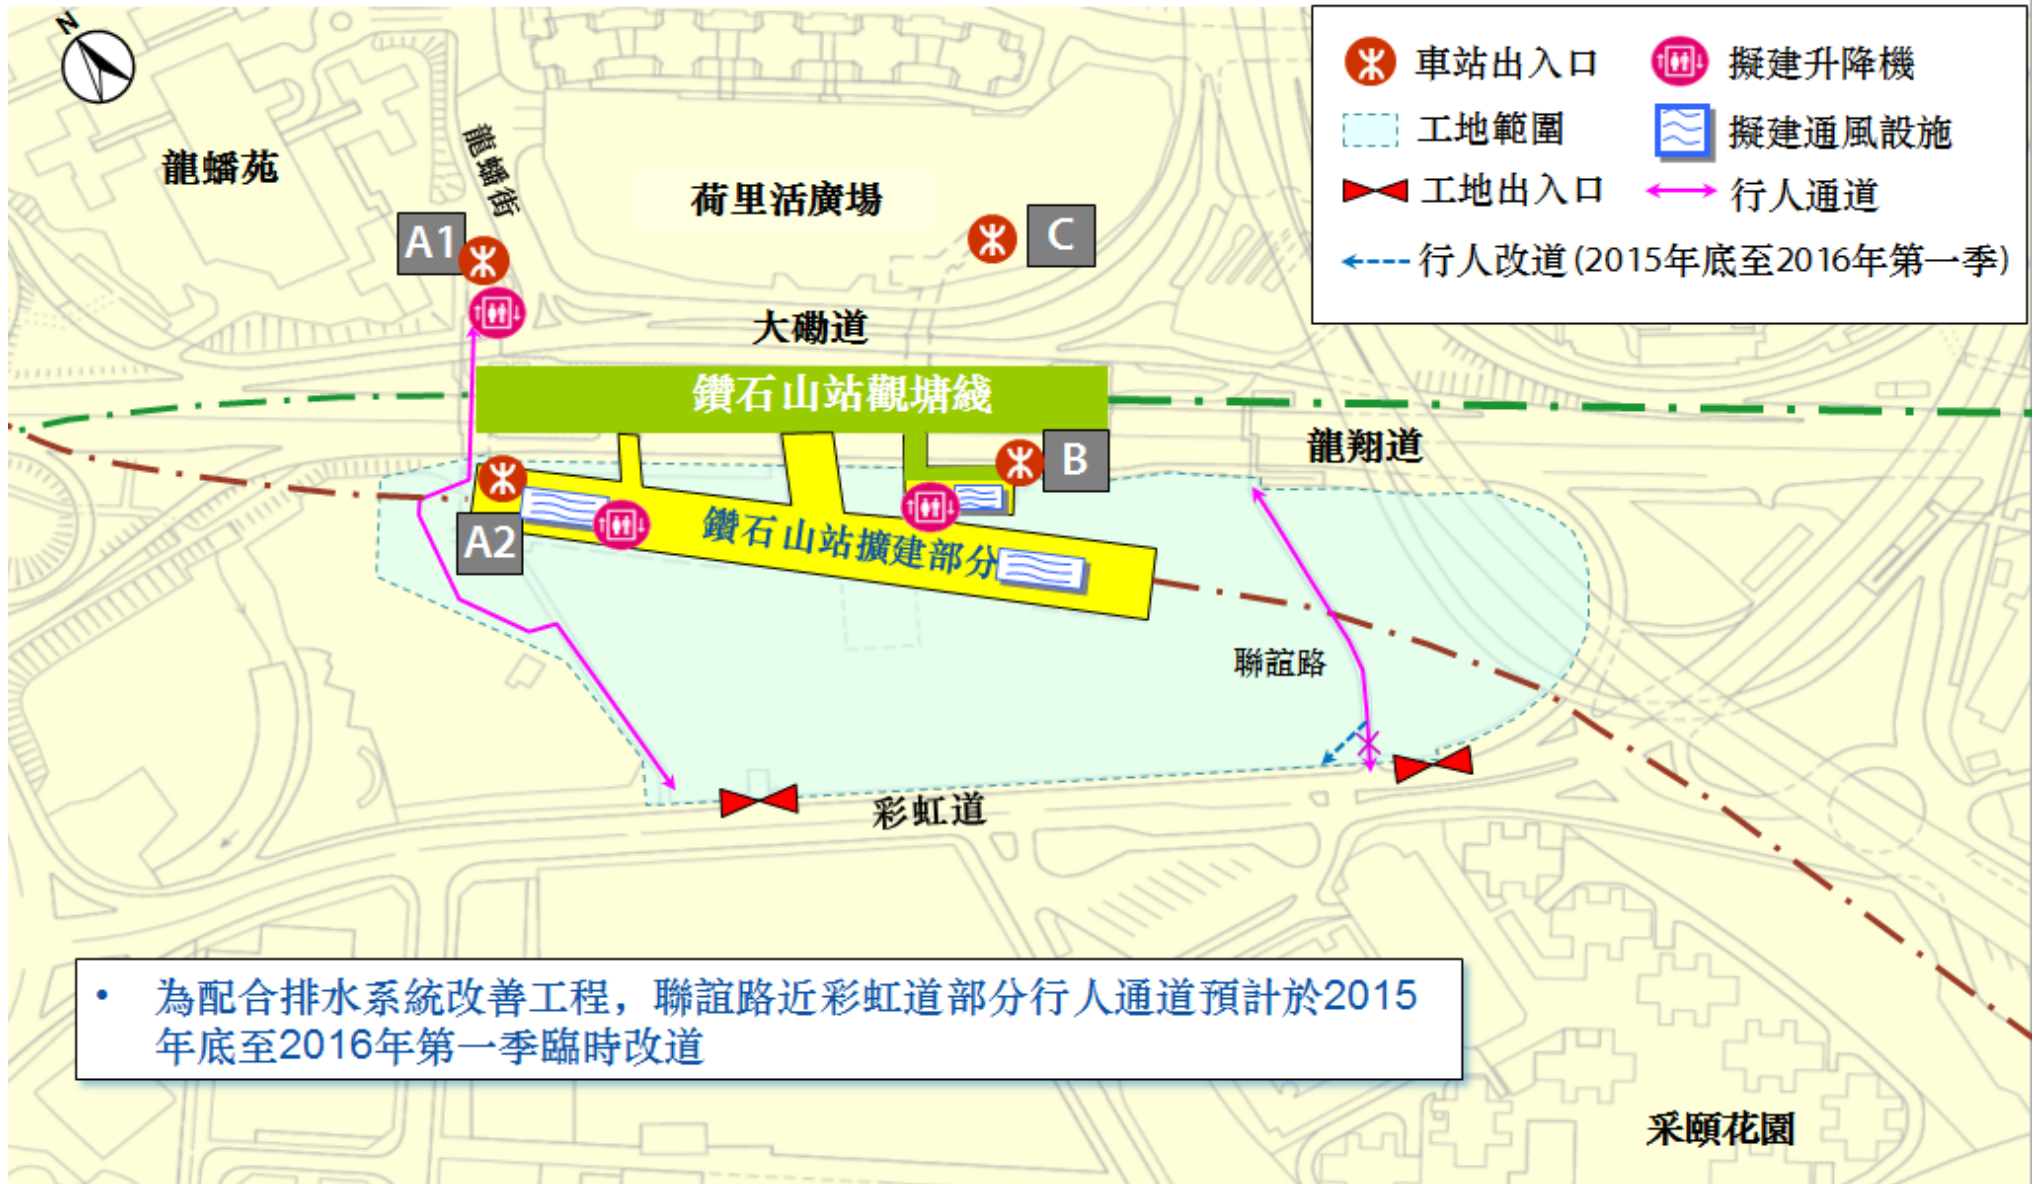 N
車站出入口
擬建升降機
工地範圍
擬建通風設施
工地出入口
行人通道
行人改道 (2015年底至2016年第一季)
龍蟠苑
龍蟠街
荷里活廣場
A1
C
大磡道
鑽石山站觀塘綫
龍翔道
B
A2
鑽石山站擴建部分
聯誼路
彩虹道
• 為配合排水系統改善工程，聯誼路近彩虹道部分行人通道預計於2015
年底至2016年第一季臨時改道
采頤花園